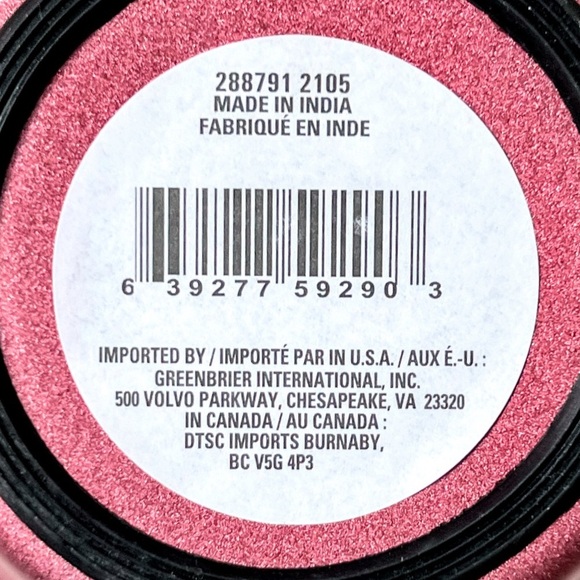 288791 2105
MADE IN INDIA
FABRIQUÉ EN INDE
6 39277 59290 3
IMPORTED BY / IMPORTÉ PAR IN U.S.A. / AUX É.-U. :
GREENBRIER INTERNATIONAL, INC.
500 VOLVO PARKWAY, CHESAPEAKE, VA 23320
IN CANADA / AU CANADA :
DTSC IMPORTS BURNABY,
BC V5G 4P3